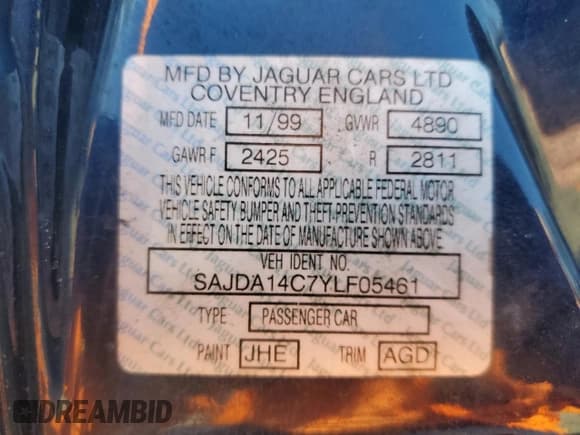 MFD BY JAGUAR CARS LTD
COVENTRY ENGLAND
MFD DATE 11/99 GVWR 4890
GAWR F 2425 R 2811
THIS VEHICLE CONFORMS TO ALL APPLICABLE FEDERAL MOTOR
VEHICLE SAFETY BUMPER AND THEFT PREVENTION STANDARDS
IN EFFECT ON THE DATE OF MANUFACTURE SHOWN ABOVE
VEH IDENT NO.
SAJDA14C7YLF05461
TYPE PASSENGER CAR
PAINT JHE TRIM AGD
DREAMBID